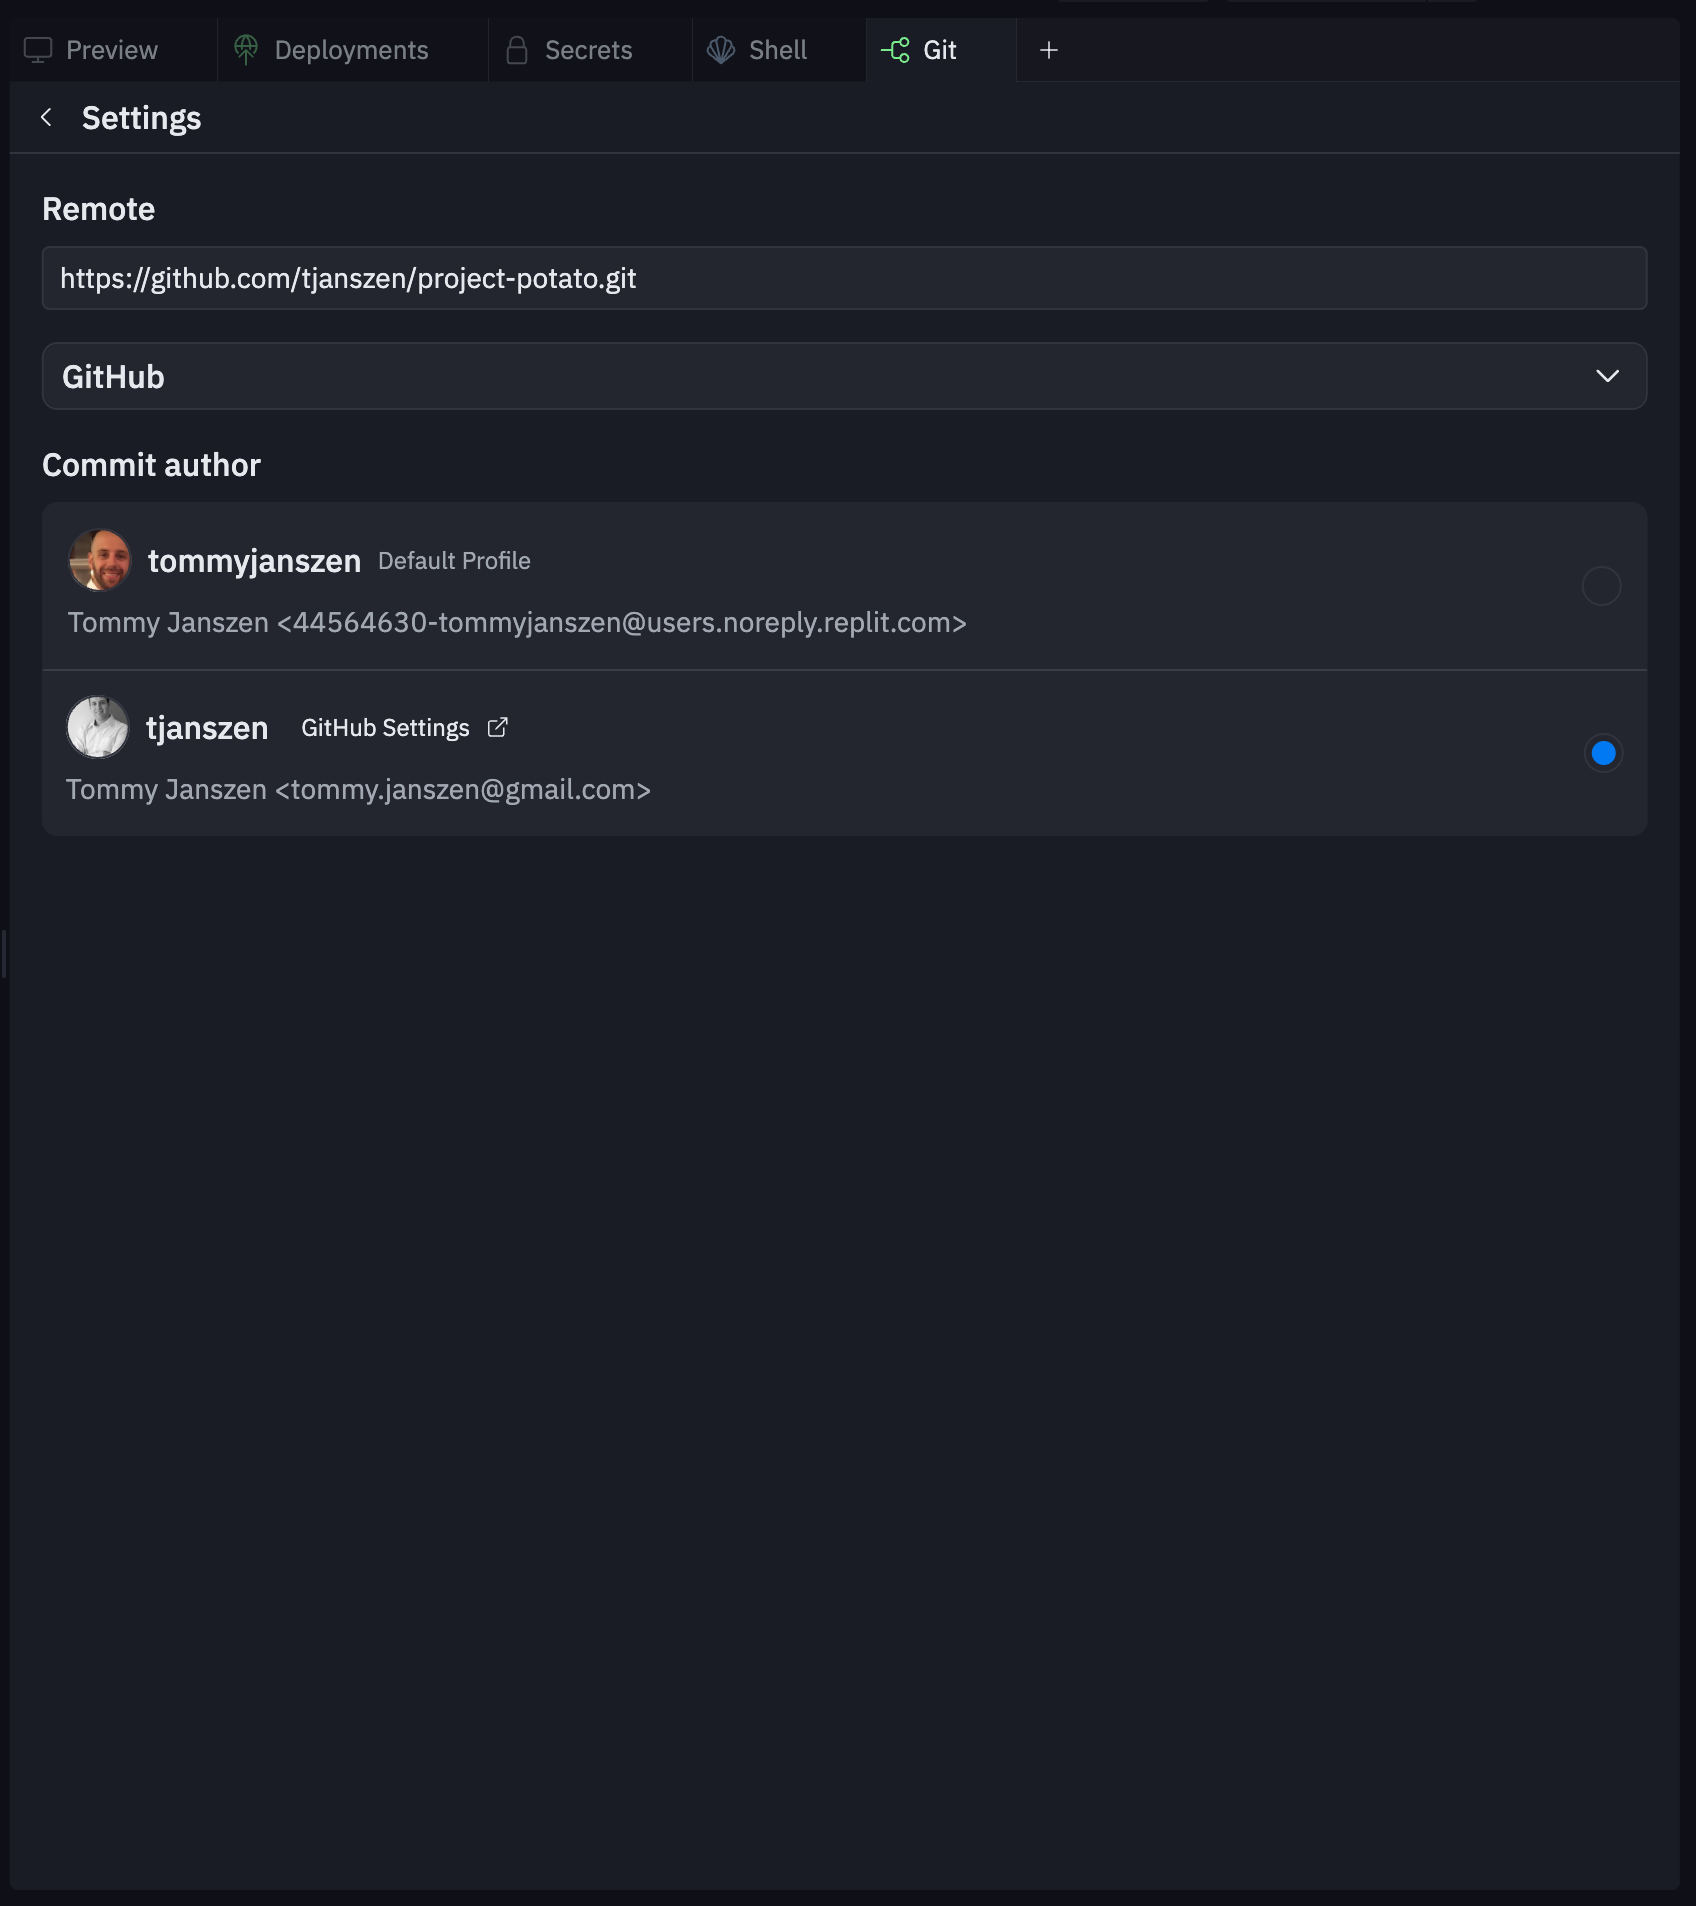 Preview
Deployments
Secrets
Shell
Git
Settings
Remote
https://github.com/tjanszen/project-potato.git
GitHub
Commit author
tommyjanszen Default Profile
Tommy Janszen <44564630-tommyjanszen@users.noreply.replit.com>
tjanszen GitHub Settings
Tommy Janszen <tommy.janszen@gmail.com>